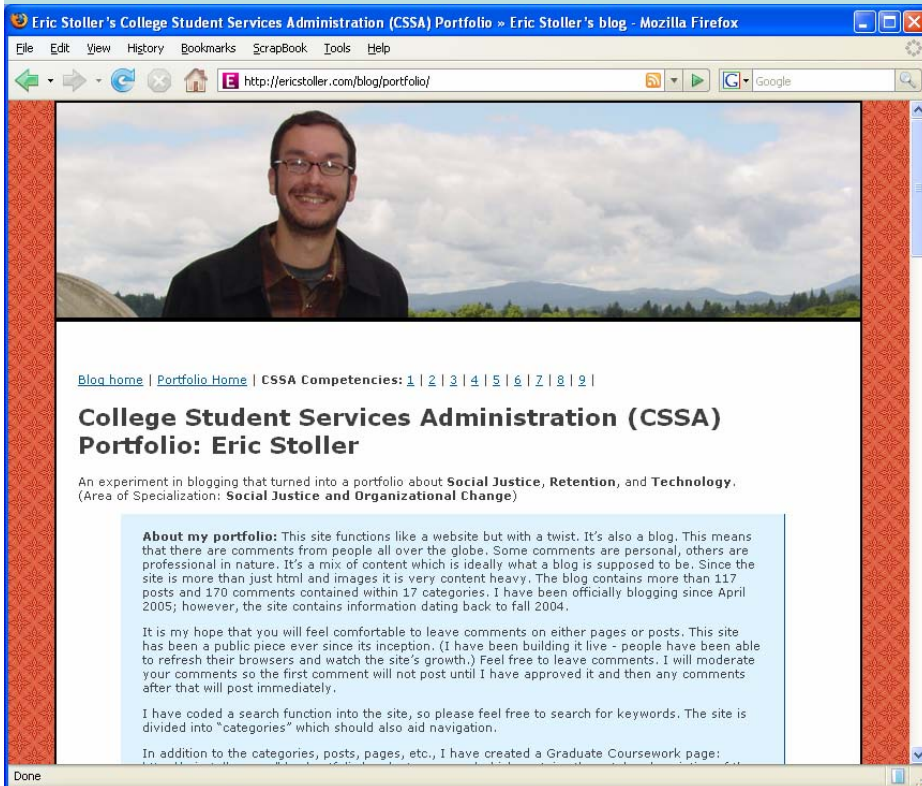 Eric Stoller's College Student Services Administration (CSSA) Portfolio » Eric Stoller's blog - Mozilla Firefox
File Edit View History Bookmarks ScrapBook Tools Help
http://ericstoller.com/blog/portfolio/
G Google
Blog home | Portfolio Home | CSSA Competencies: 1 | 2 | 3 | 4 | 5 | 6 | 7 | 8 | 9 |
College Student Services Administration (CSSA)
Portfolio: Eric Stoller
An experiment in blogging that turned into a portfolio about Social Justice, Retention, and Technology.
(Area of Specialization: Social Justice and Organizational Change)
About my portfolio: This site functions like a website but with a twist. It's also a blog. This means
that there are comments from people all over the globe. Some comments are personal, others are
professional in nature. It's a mix of content which is ideally what a blog is supposed to be. Since the
site is more than just html and images it is very content heavy. The blog contains more than 117
posts and 170 comments contained within 17 categories. I have been officially blogging since April
2005; however, the site contains information dating back to fall 2004.
It is my hope that you will feel comfortable to leave comments on either pages or posts. This site
has been a public piece ever since its inception. (I have been building it live - people have been able
to refresh their browsers and watch the site's growth.) Feel free to leave comments. I will moderate
your comments so the first comment will not post until I have approved it and then any comments
after that will post immediately.
I have coded a search function into the site, so please feel free to search for keywords. The site is
divided into "categories" which should also aid navigation.
In addition to the categories, posts, pages, etc., I have created a Graduate Coursework page:
Done